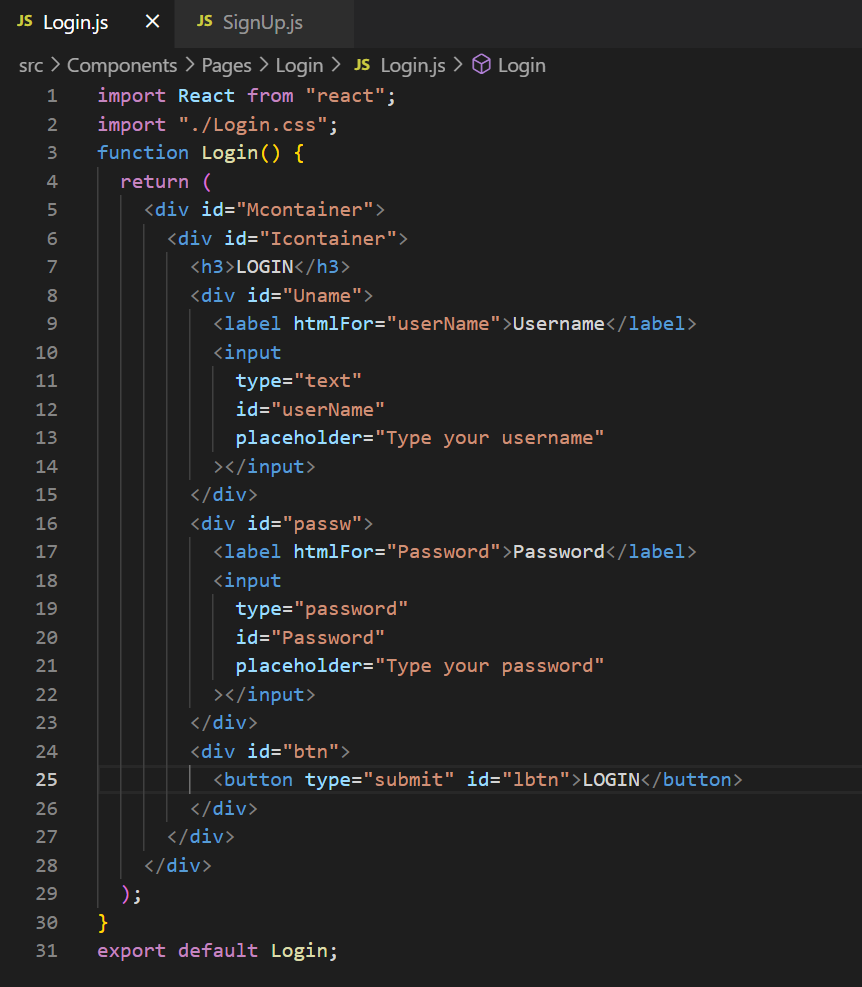 JS Login.js × JS SignUp.js
src > Components > Pages > Login > JS Login.js > Login
1 import React from "react";
2 import "./Login.css";
3 function Login() {
4   return (
5     <div id="Mcontainer">
6       <div id="Icontainer">
7         <h3>LOGIN</h3>
8         <div id="Uname">
9           <label htmlFor="userName">Username</label>
10           <input
11             type="text"
12             id="userName"
13             placeholder="Type your username"
14           ></input>
15         </div>
16         <div id="passw">
17           <label htmlFor="Password">Password</label>
18           <input
19             type="password"
20             id="Password"
21             placeholder="Type your password"
22           ></input>
23         </div>
24         <div id="btn">
25           <button type="submit" id="lbtn">LOGIN</button>
26         </div>
27       </div>
28     </div>
29   );
30 }
31 export default Login;